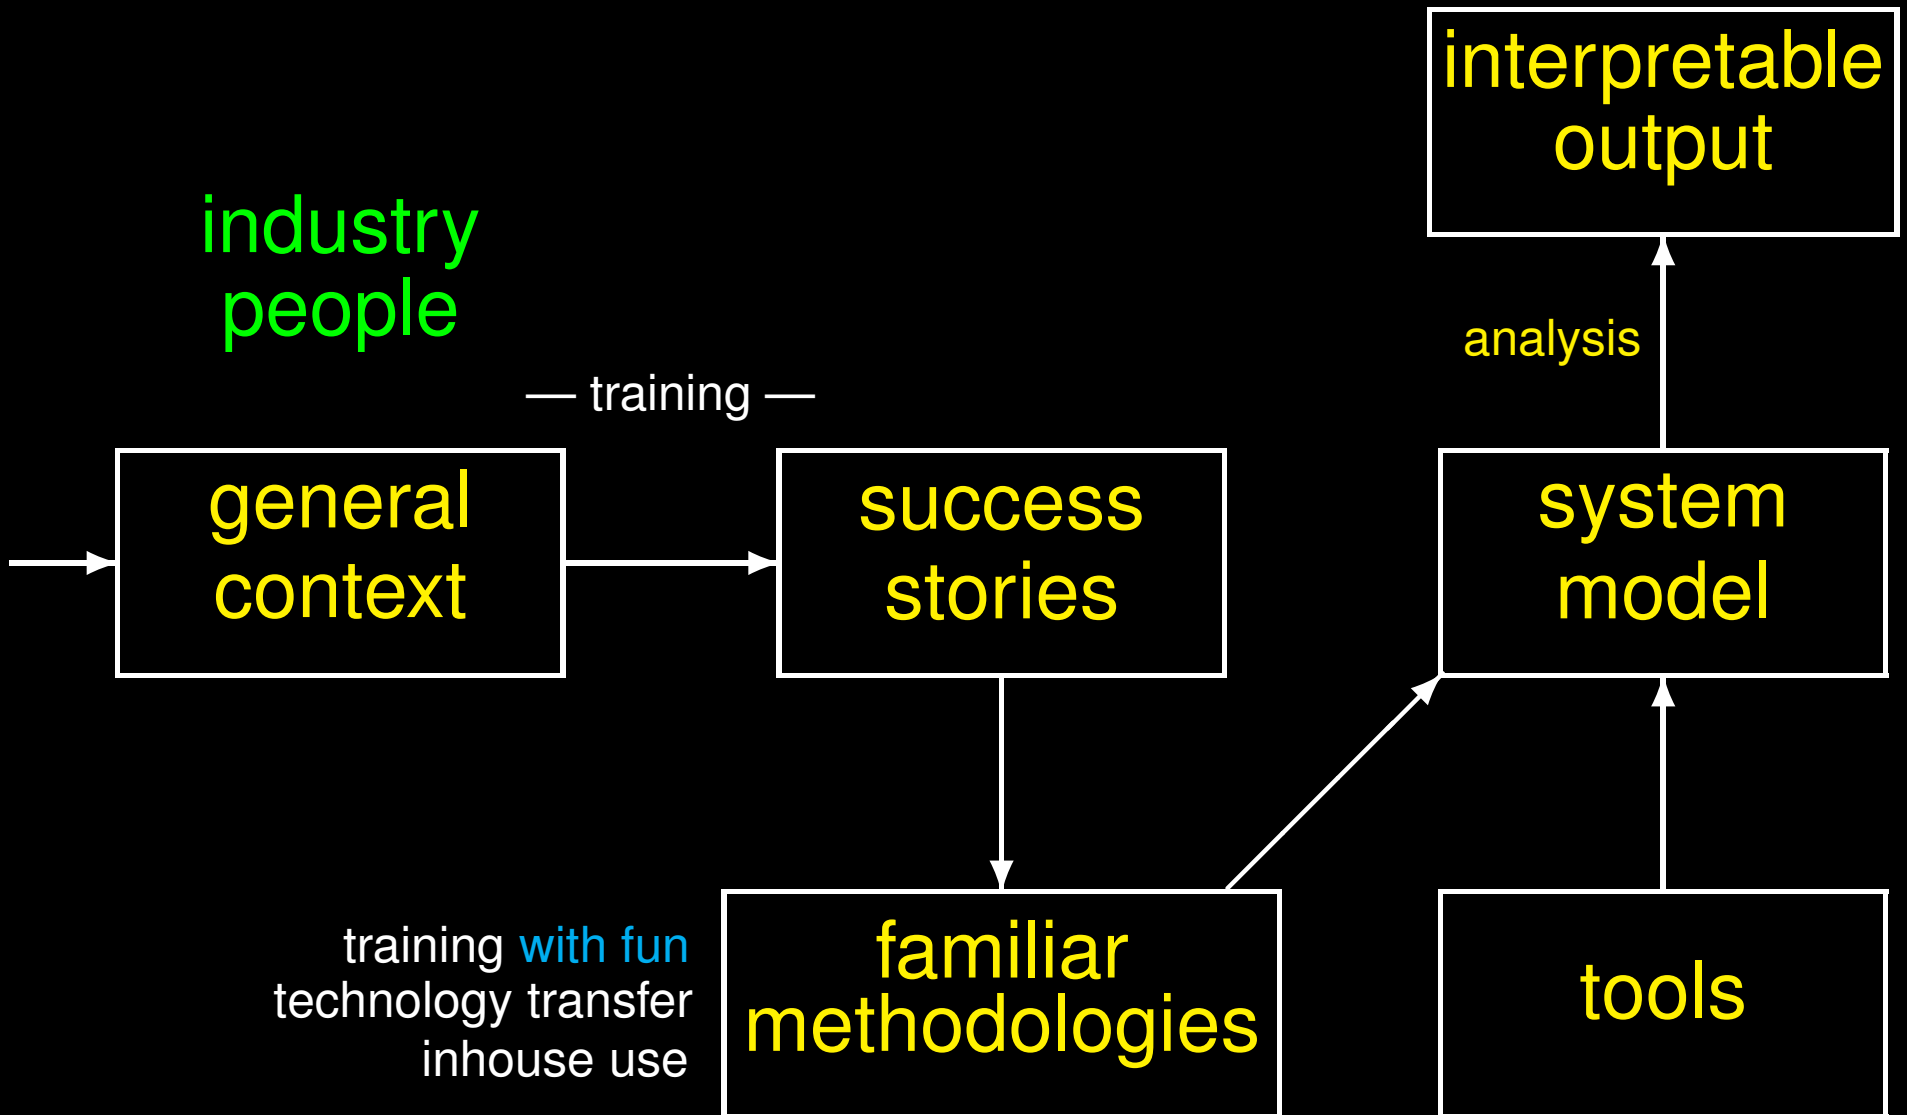 interpretable
output
industry
people
analysis
— training —
general
context
success
stories
system
model
training with fun
technology transfer
inhouse use
familiar
methodologies
tools